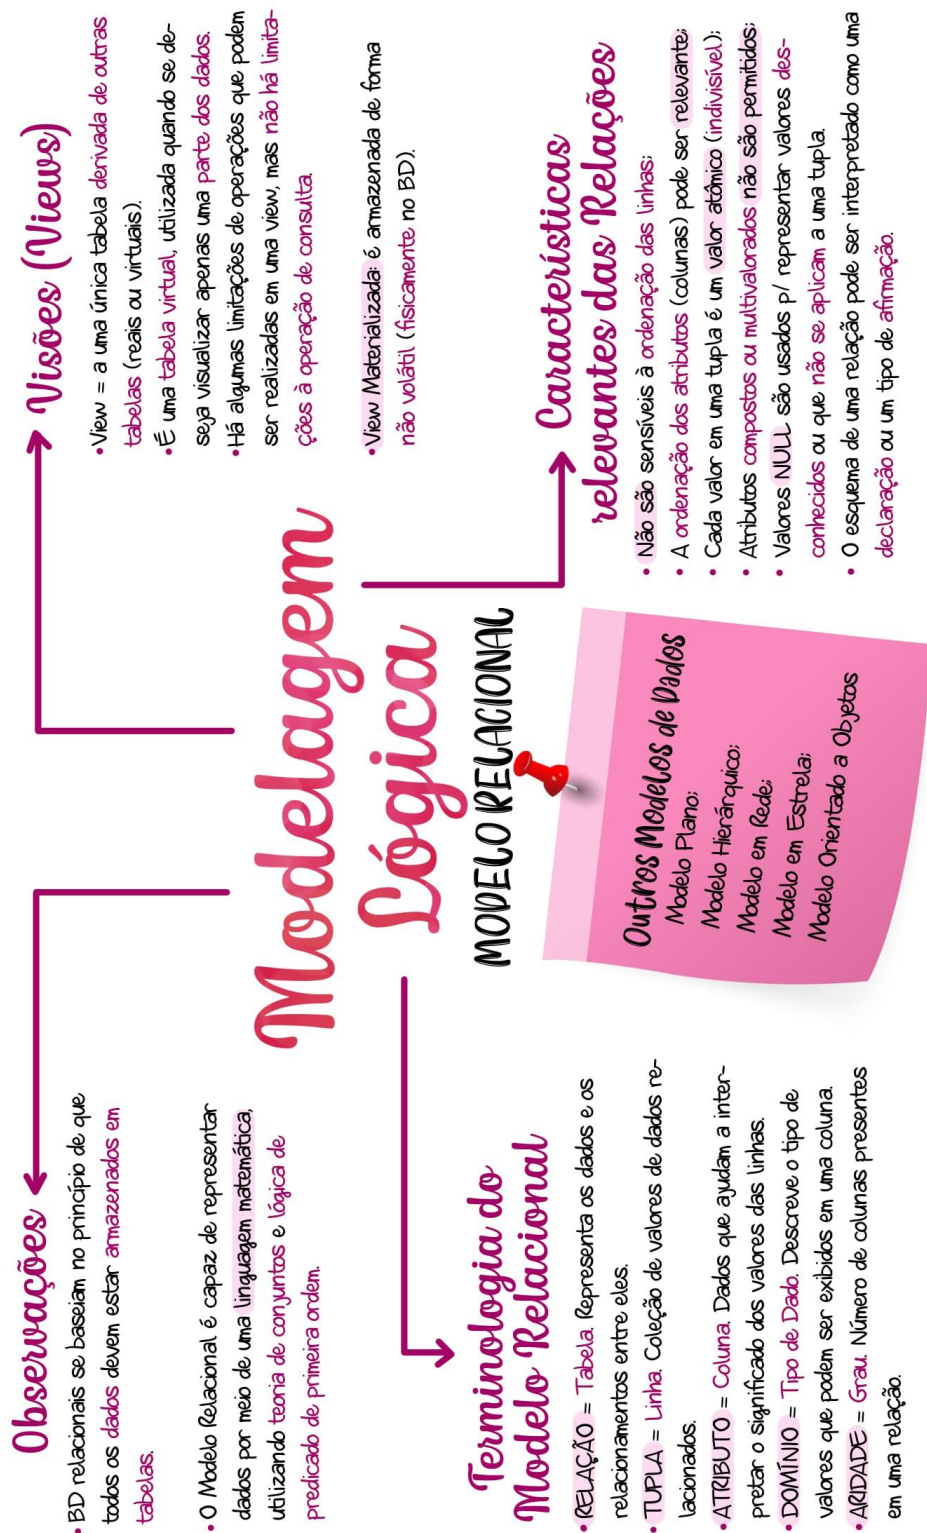 Observações
• BD relacionais se baseiam no princípio de que
todos os dados devem estar armazenados em
tabelas.
• O Modelo Relacional é capaz de representar
dados por meio de uma linguagem matemática,
utilizando teoria de conjuntos e lógica de
predicado de primeira ordem.
Visões (Views)
• View = a uma única tabela derivada de outras
tabelas (reais ou virtuais).
• É uma tabela virtual, utilizada quando se de-
seja visualizar apenas uma parte dos dados.
• Há algumas limitações de operações que podem
ser realizadas em uma view, mas não há limita-
ções à operação de consulta.
• View Materializada: é armazenada de forma
não volátil (fisicamente no BD).
Modelagem
Lógica
MODELO RELACIONAL
Terminologia do
Modelo Relacional
• RELAÇÃO = Tabela. Representa os dados e os
relacionamentos entre eles.
• TUPLA = Linha. Coleção de valores de dados re-
lacionados.
• ATRIBUTO = Coluna. Dados que ajudam a inter-
pretar o significado dos valores das linhas.
• DOMÍNIO = Tipo de Dado. Descreve o tipo de
valores que podem ser exibidos em uma coluna.
• ARIDADE = Grau. Número de colunas presentes
em uma relação.
Outros Modelos de Dados
Modelo Plano;
Modelo Hierárquico;
Modelo em Rede;
Modelo em Estrela;
Modelo Orientado a Objetos
Características
relevantes das Relações
• Não são sensíveis à ordenação das linhas;
• A ordenação dos atributos (colunas) pode ser relevante;
• Cada valor em uma tupla é um valor atômico (indivisível);
• Atributos compostos ou multivalorados não são permitidos;
• Valores NULL são usados p/ representar valores des-
conhecidos ou que não se aplicam a uma tupla.
• O esquema de uma relação pode ser interpretado como uma
declaração ou um tipo de afirmação.